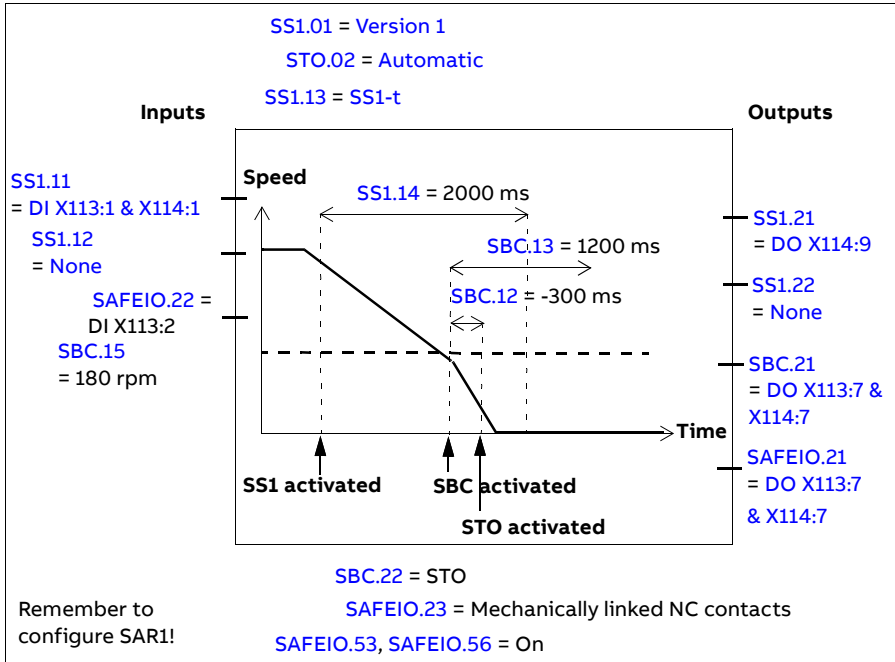 SS1.01 = Version 1
STO.02 = Automatic
SS1.13 = SS1-t
Inputs
Outputs
SS1.11
= DI X113:1 & X114:1
SS1.12
= None
SAFEIO.22 =
DI X113:2
SBC.15
= 180 rpm
Speed
SS1.14 = 2000 ms
SBC.13 = 1200 ms
SBC.12 = -300 ms
Time
SS1 activated
SBC activated
STO activated
SS1.21
= DO X114:9
SS1.22
= None
SBC.21
= DO X113:7 &
X114:7
SAFEIO.21
= DO X113:7
& X114:7
SBC.22 = STO
SAFEIO.23 = Mechanically linked NC contacts
SAFEIO.53, SAFEIO.56 = On
Remember to
configure SAR1!